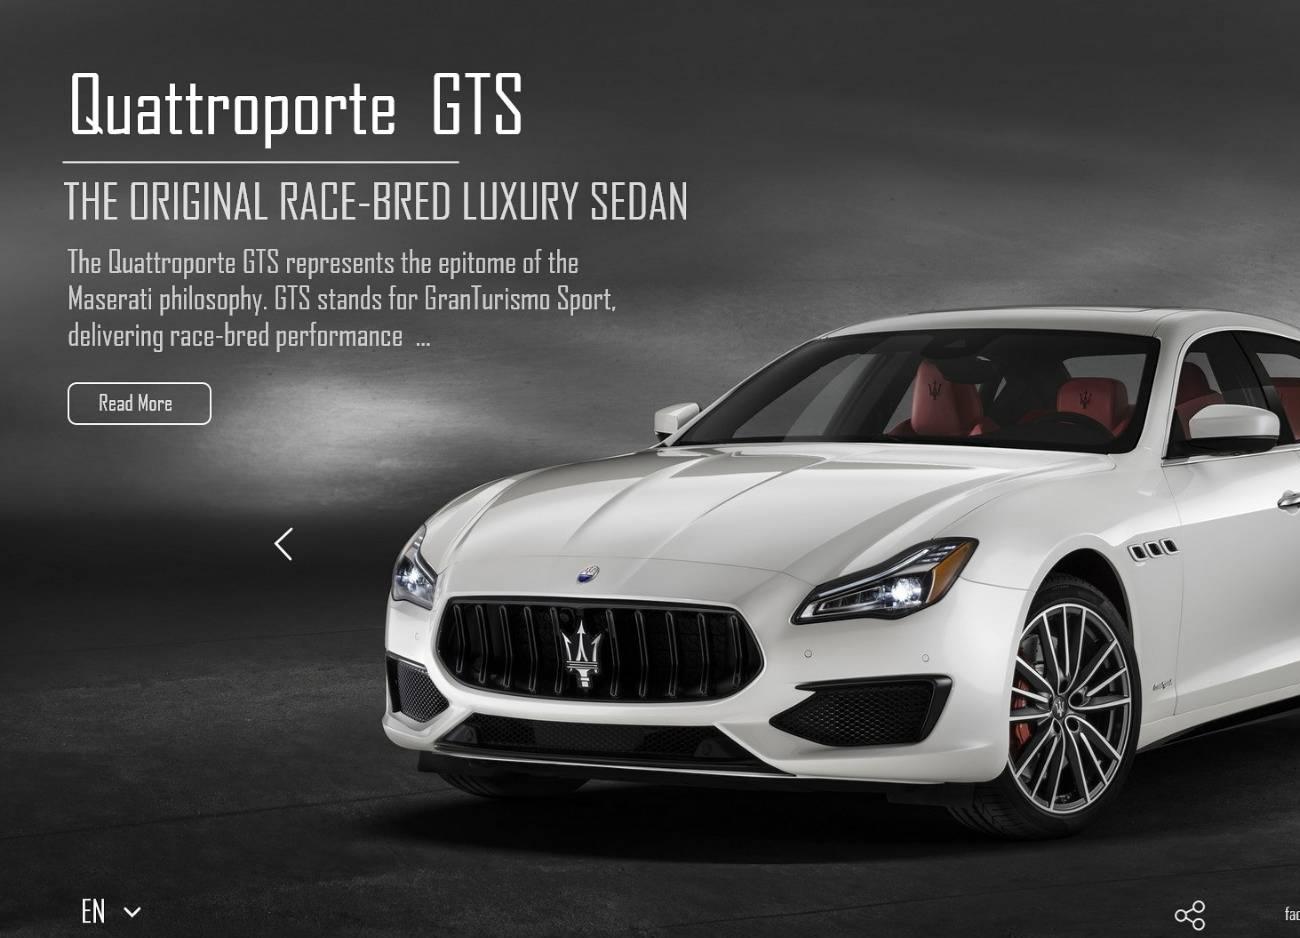 Quattroporte GTS
THE ORIGINAL RACE-BRED LUXURY SEDAN
The Quattroporte GTS represents the epitome of the
Maserati philosophy. GTS stands for GranTurismo Sport,
delivering race-bred performance ...
Read More
EN